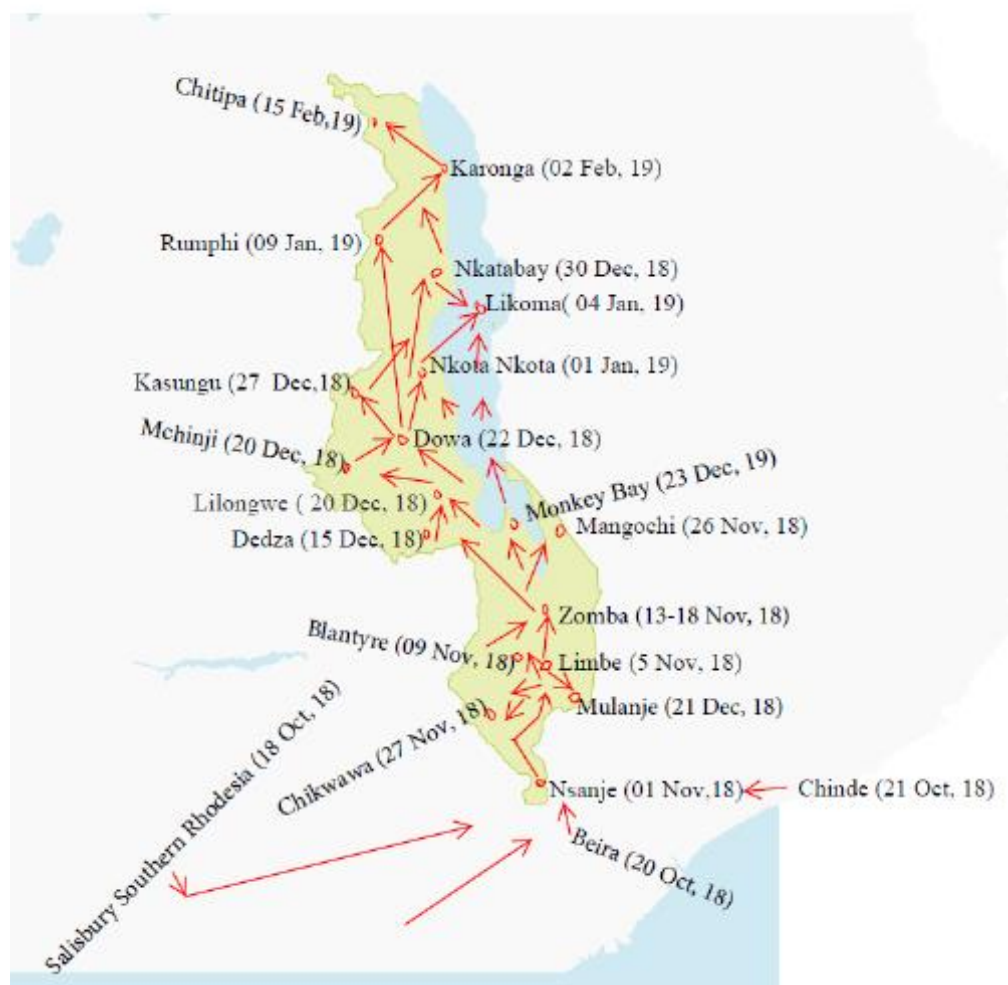 Chitipa (15 Feb,19)
Karonga (02 Feb, 19)
Rumphi (09 Jan, 19)
Nkatabay (30 Dec, 18)
Likoma( 04 Jan, 19)
Nkota Nkota (01 Jan, 19)
Kasungu (27 Dec,18)
Mchinji (20 Dec, 18)
Dowa (22 Dec, 18)
Monkey Bay (23 Dec, 19)
Lilongwe ( 20 Dec, 18)
Mangochi (26 Nov, 18)
Dedza (15 Dec, 18)
Zomba (13-18 Nov, 18)
Blantyre (09 Nov, 18)
Limbe (5 Nov, 18)
Mulanje (21 Dec, 18)
Chikwawa (27 Nov, 18)
Salisbury Southern Rhodesia (18 Oct, 18)
Nsanje (01 Nov,18)
Chinde (21 Oct, 18)
Beira (20 Oct, 18)